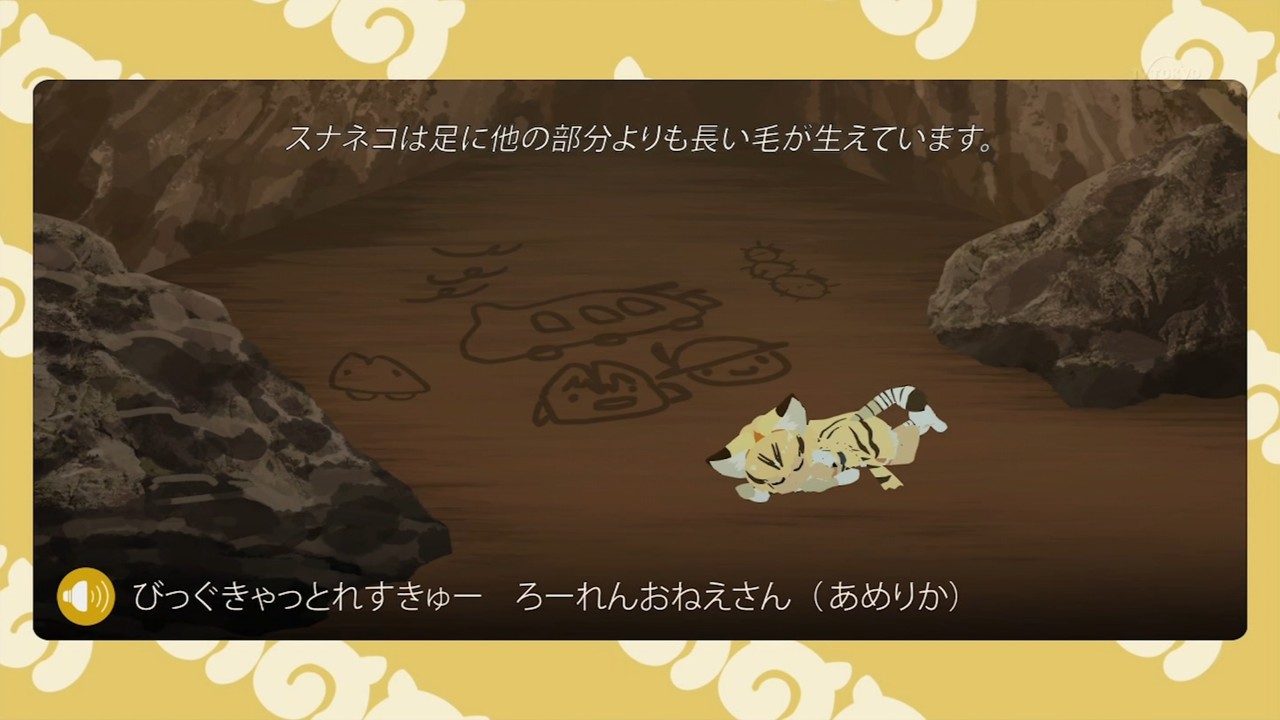 スナネコは足に他の部分よりも長い毛が生えています。
びっぐきゃっとれすきゅー　ろーれんおねえさん（あめりか）